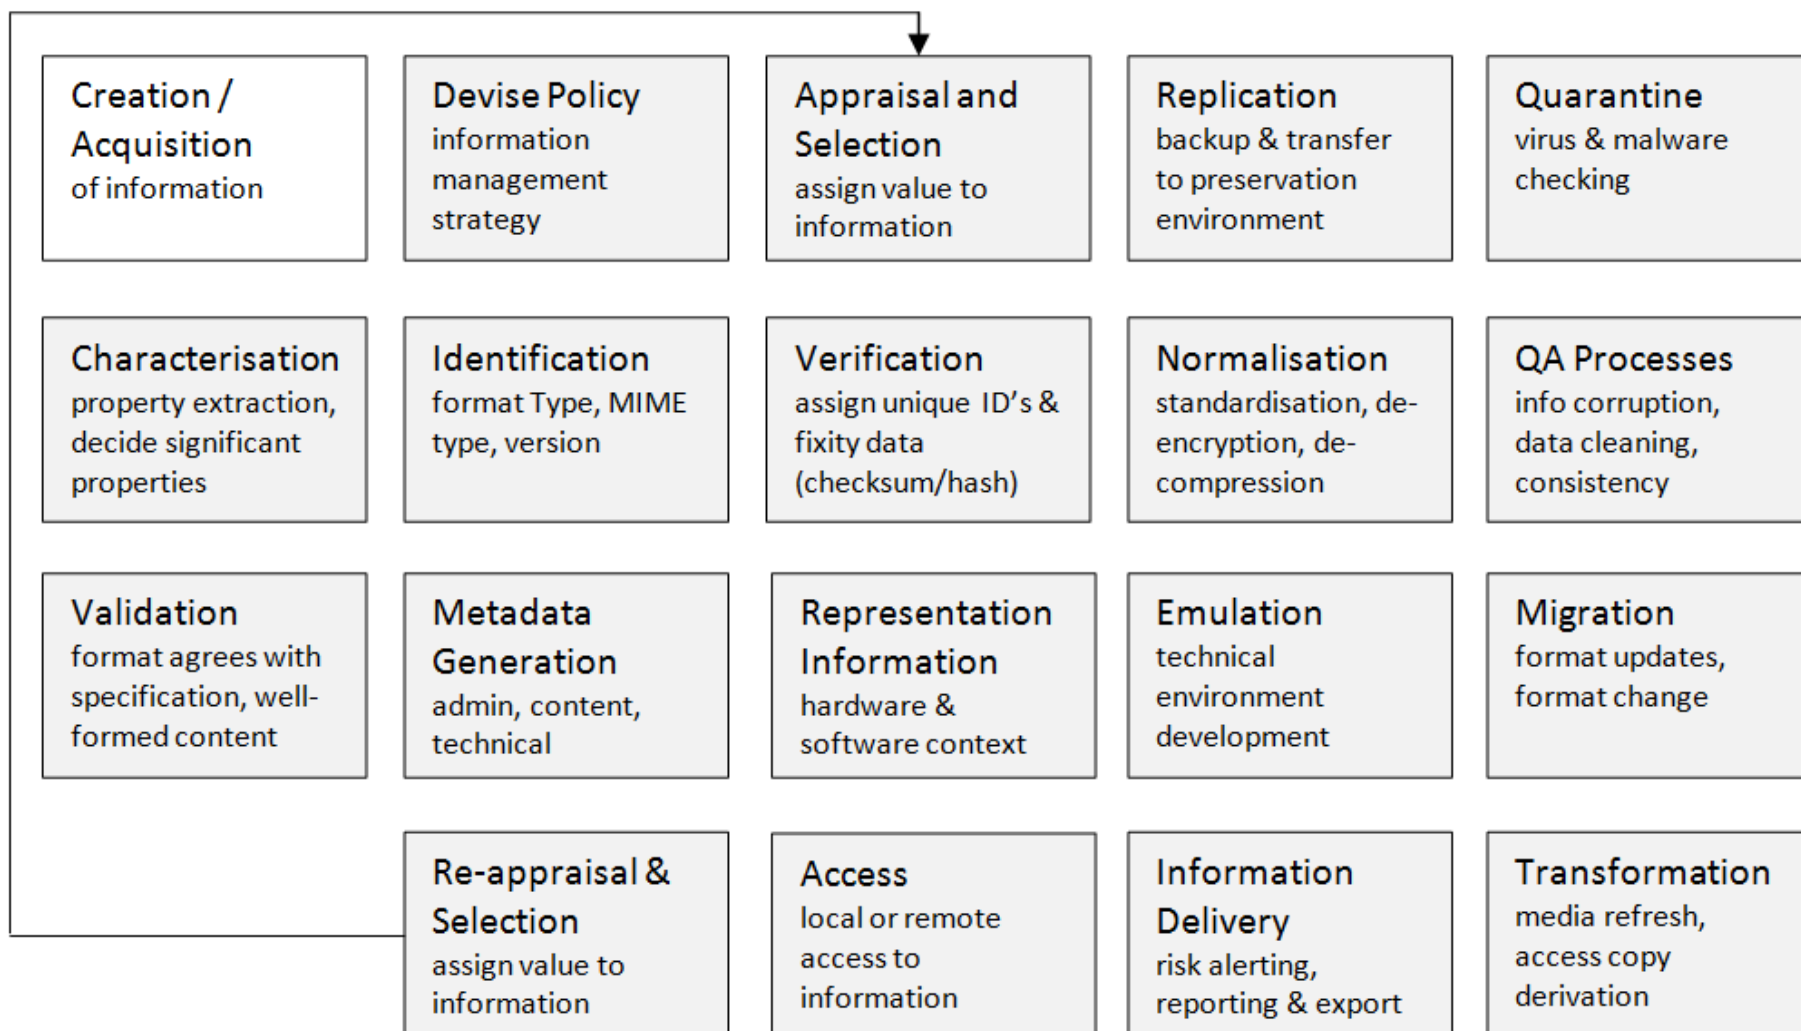 Creation /
Acquisition
of information
Devise Policy
information
management
strategy
Appraisal and
Selection
assign value to
information
Replication
backup & transfer
to preservation
environment
Quarantine
virus & malware
checking
Characterisation
property extraction,
decide significant
properties
Identification
format Type, MIME
type, version
Verification
assign unique ID's &
fixity data
(checksum/hash)
Normalisation
standardisation, de-
encryption, de-
compression
QA Processes
info corruption,
data cleaning,
consistency
Validation
format agrees with
specification, well-
formed content
Metadata
Generation
admin, content,
technical
Representation
Information
hardware &
software context
Emulation
technical
environment
development
Migration
format updates,
format change
Re-appraisal &
Selection
assign value to
information
Access
local or remote
access to
information
Information
Delivery
risk alerting,
reporting & export
Transformation
media refresh,
access copy
derivation